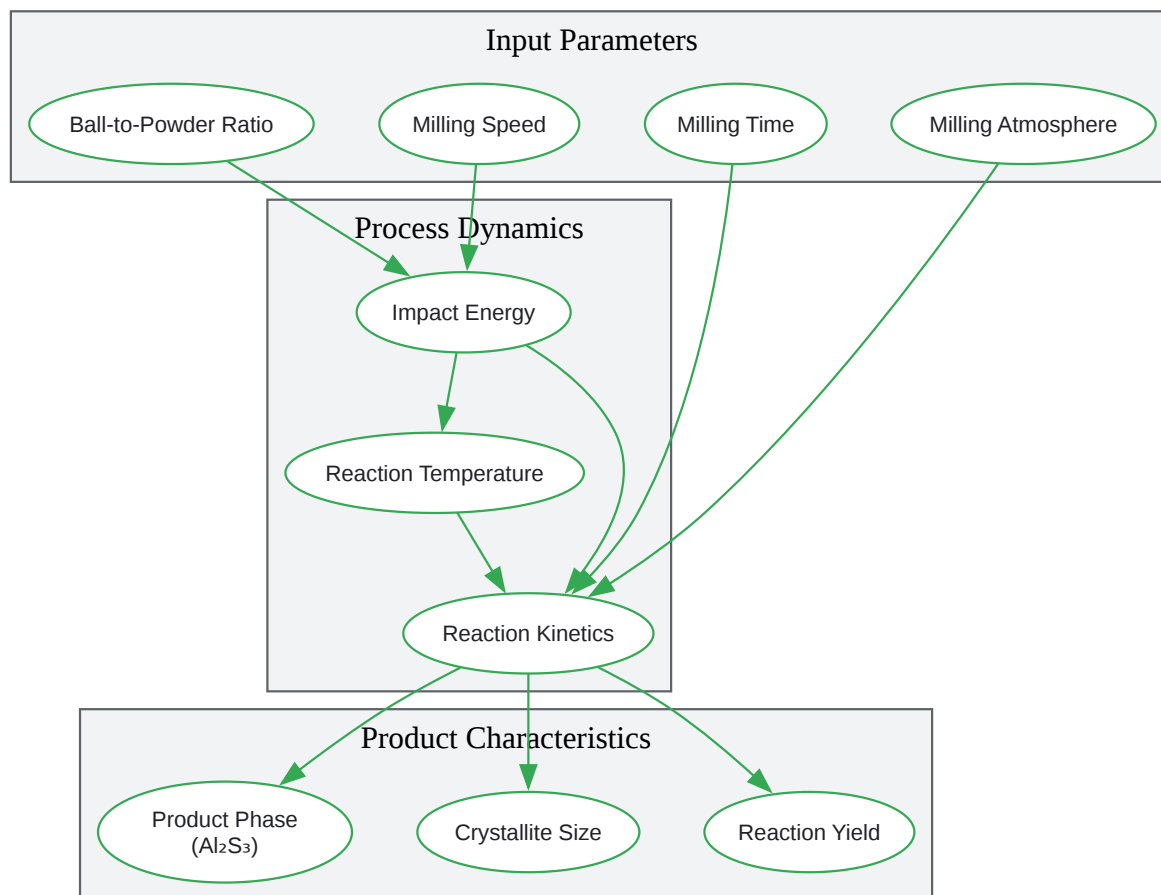 Input Parameters
Ball-to-Powder Ratio
Milling Speed
Milling Time
Milling Atmosphere
Process Dynamics
Impact Energy
Reaction Temperature
Reaction Kinetics
Product Characteristics
Product Phase
(Al₂S₃)
Crystallite Size
Reaction Yield